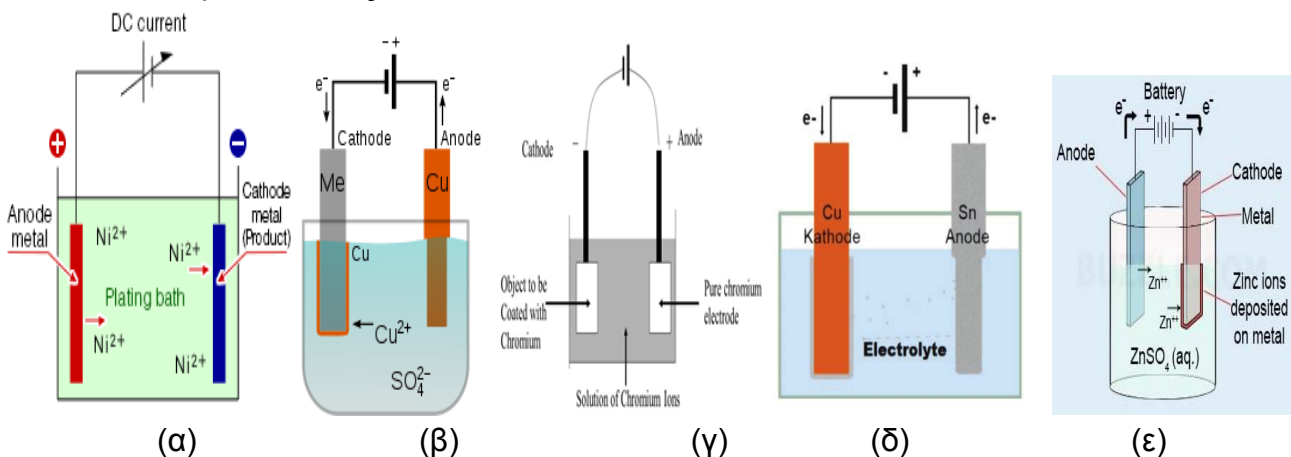 DC current
+
−
Anode
metal
Cathode
metal
(Product)
Ni2+
Ni2+
Plating bath
Ni2+
Ni2+
(α)
- +
e-
e-
Cathode
Anode
Me
Cu
Cu
Cu2+
SO42−
(β)
Cathode
−
+
Anode
Object to be
Coated with
Chromium
Pure chromium
electrode
Solution of Chromium Ions
(γ)
-
+
e-
e-
Cu
Kathode
Sn
Anode
Electrolyte
(δ)
Battery
e-
+
-
e-
Anode
Cathode
Metal
Zn++
Zn++
Zinc ions
deposited
on metal
ZnSO4 (aq.)
(ε)